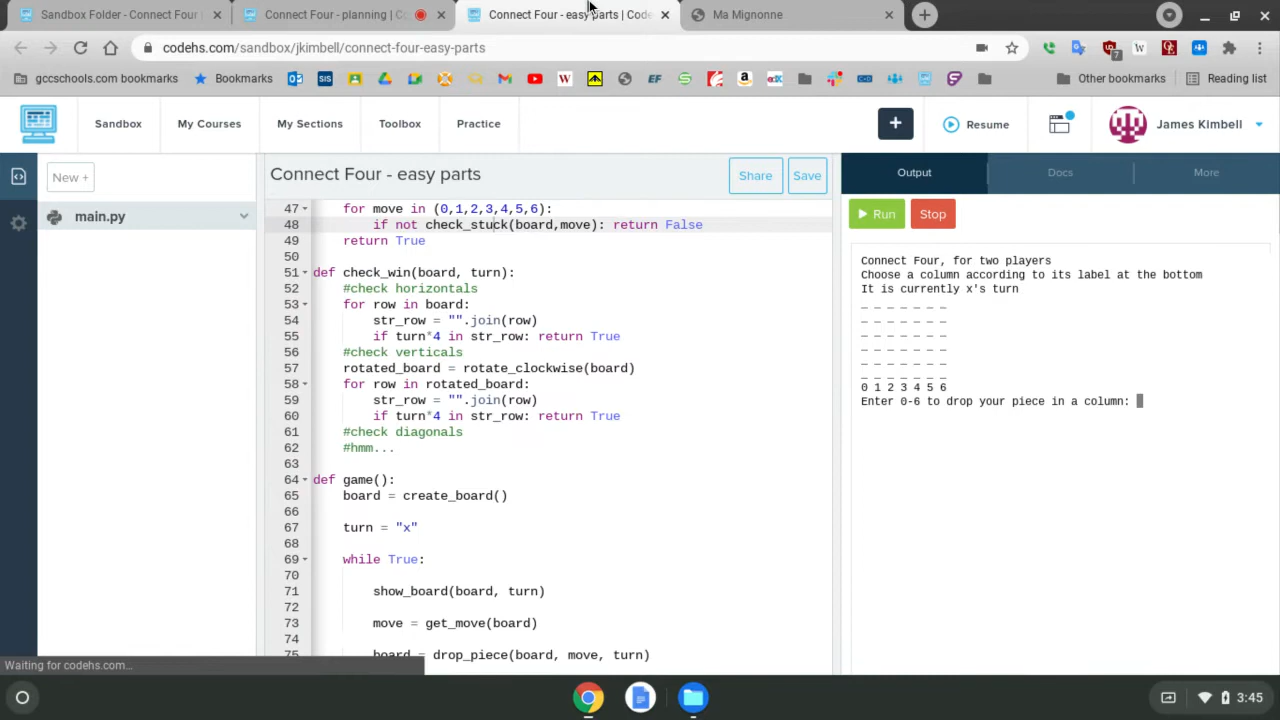 Sandbox Folder - Connect Four
Connect Four - planning | Co
Connect Four - easy parts | Code
Ma Mignonne
codehs.com/sandbox/jkimbell/connect-four-easy-parts
gccschools.com bookmarks
Bookmarks
SIS
EF
edX
Other bookmarks
Reading list
Sandbox
My Courses
My Sections
Toolbox
Practice
+
Resume
James Kimbell
New +
main.py
Connect Four - easy parts
Share
Save
47 for move in (0,1,2,3,4,5,6):
48 if not check_stuck(board,move): return False
49 return True
50
51 def check_win(board, turn):
52 #check horizontals
53 for row in board:
54 str_row = "".join(row)
55 if turn*4 in str_row: return True
56 #check verticals
57 rotated_board = rotate_clockwise(board)
58 for row in rotated_board:
59 str_row = "".join(row)
60 if turn*4 in str_row: return True
61 #check diagonals
62 #hmm...
63
64 def game():
65 board = create_board()
66
67 turn = "x"
68
69 while True:
70
71 show_board(board, turn)
72
73 move = get_move(board)
74
75 board = drop_piece(board, move, turn)
Output
Docs
More
Run
Stop
Connect Four, for two players
Choose a column according to its label at the bottom
It is currently x's turn
_ _ _ _ _ _ _
_ _ _ _ _ _ _
_ _ _ _ _ _ _
_ _ _ _ _ _ _
_ _ _ _ _ _ _
_ _ _ _ _ _ _
0 1 2 3 4 5 6
Enter 0-6 to drop your piece in a column:
Waiting for codehs.com...
3:45